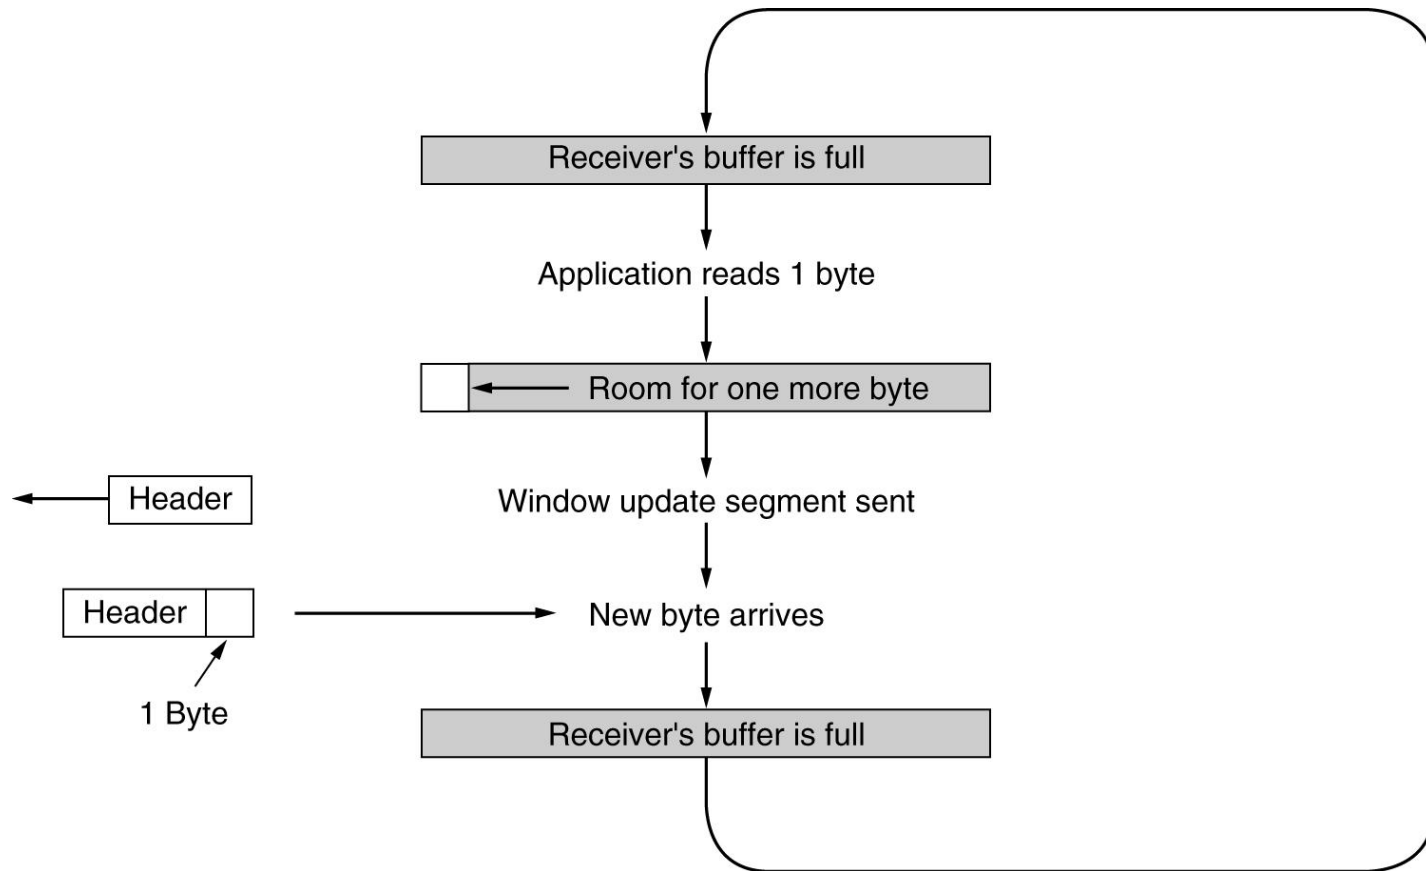 Receiver's buffer is full
Application reads 1 byte
Room for one more byte
Header
Window update segment sent
Header
New byte arrives
1 Byte
Receiver's buffer is full